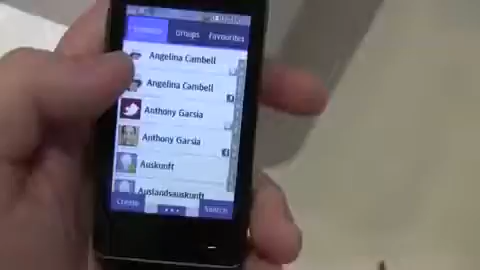 Groups
Favourites
Angelina Cambell
Angelina Cambell
Anthony Garsia
Anthony Garsia
Auskunft
Auslandsauskunft
Create
Search